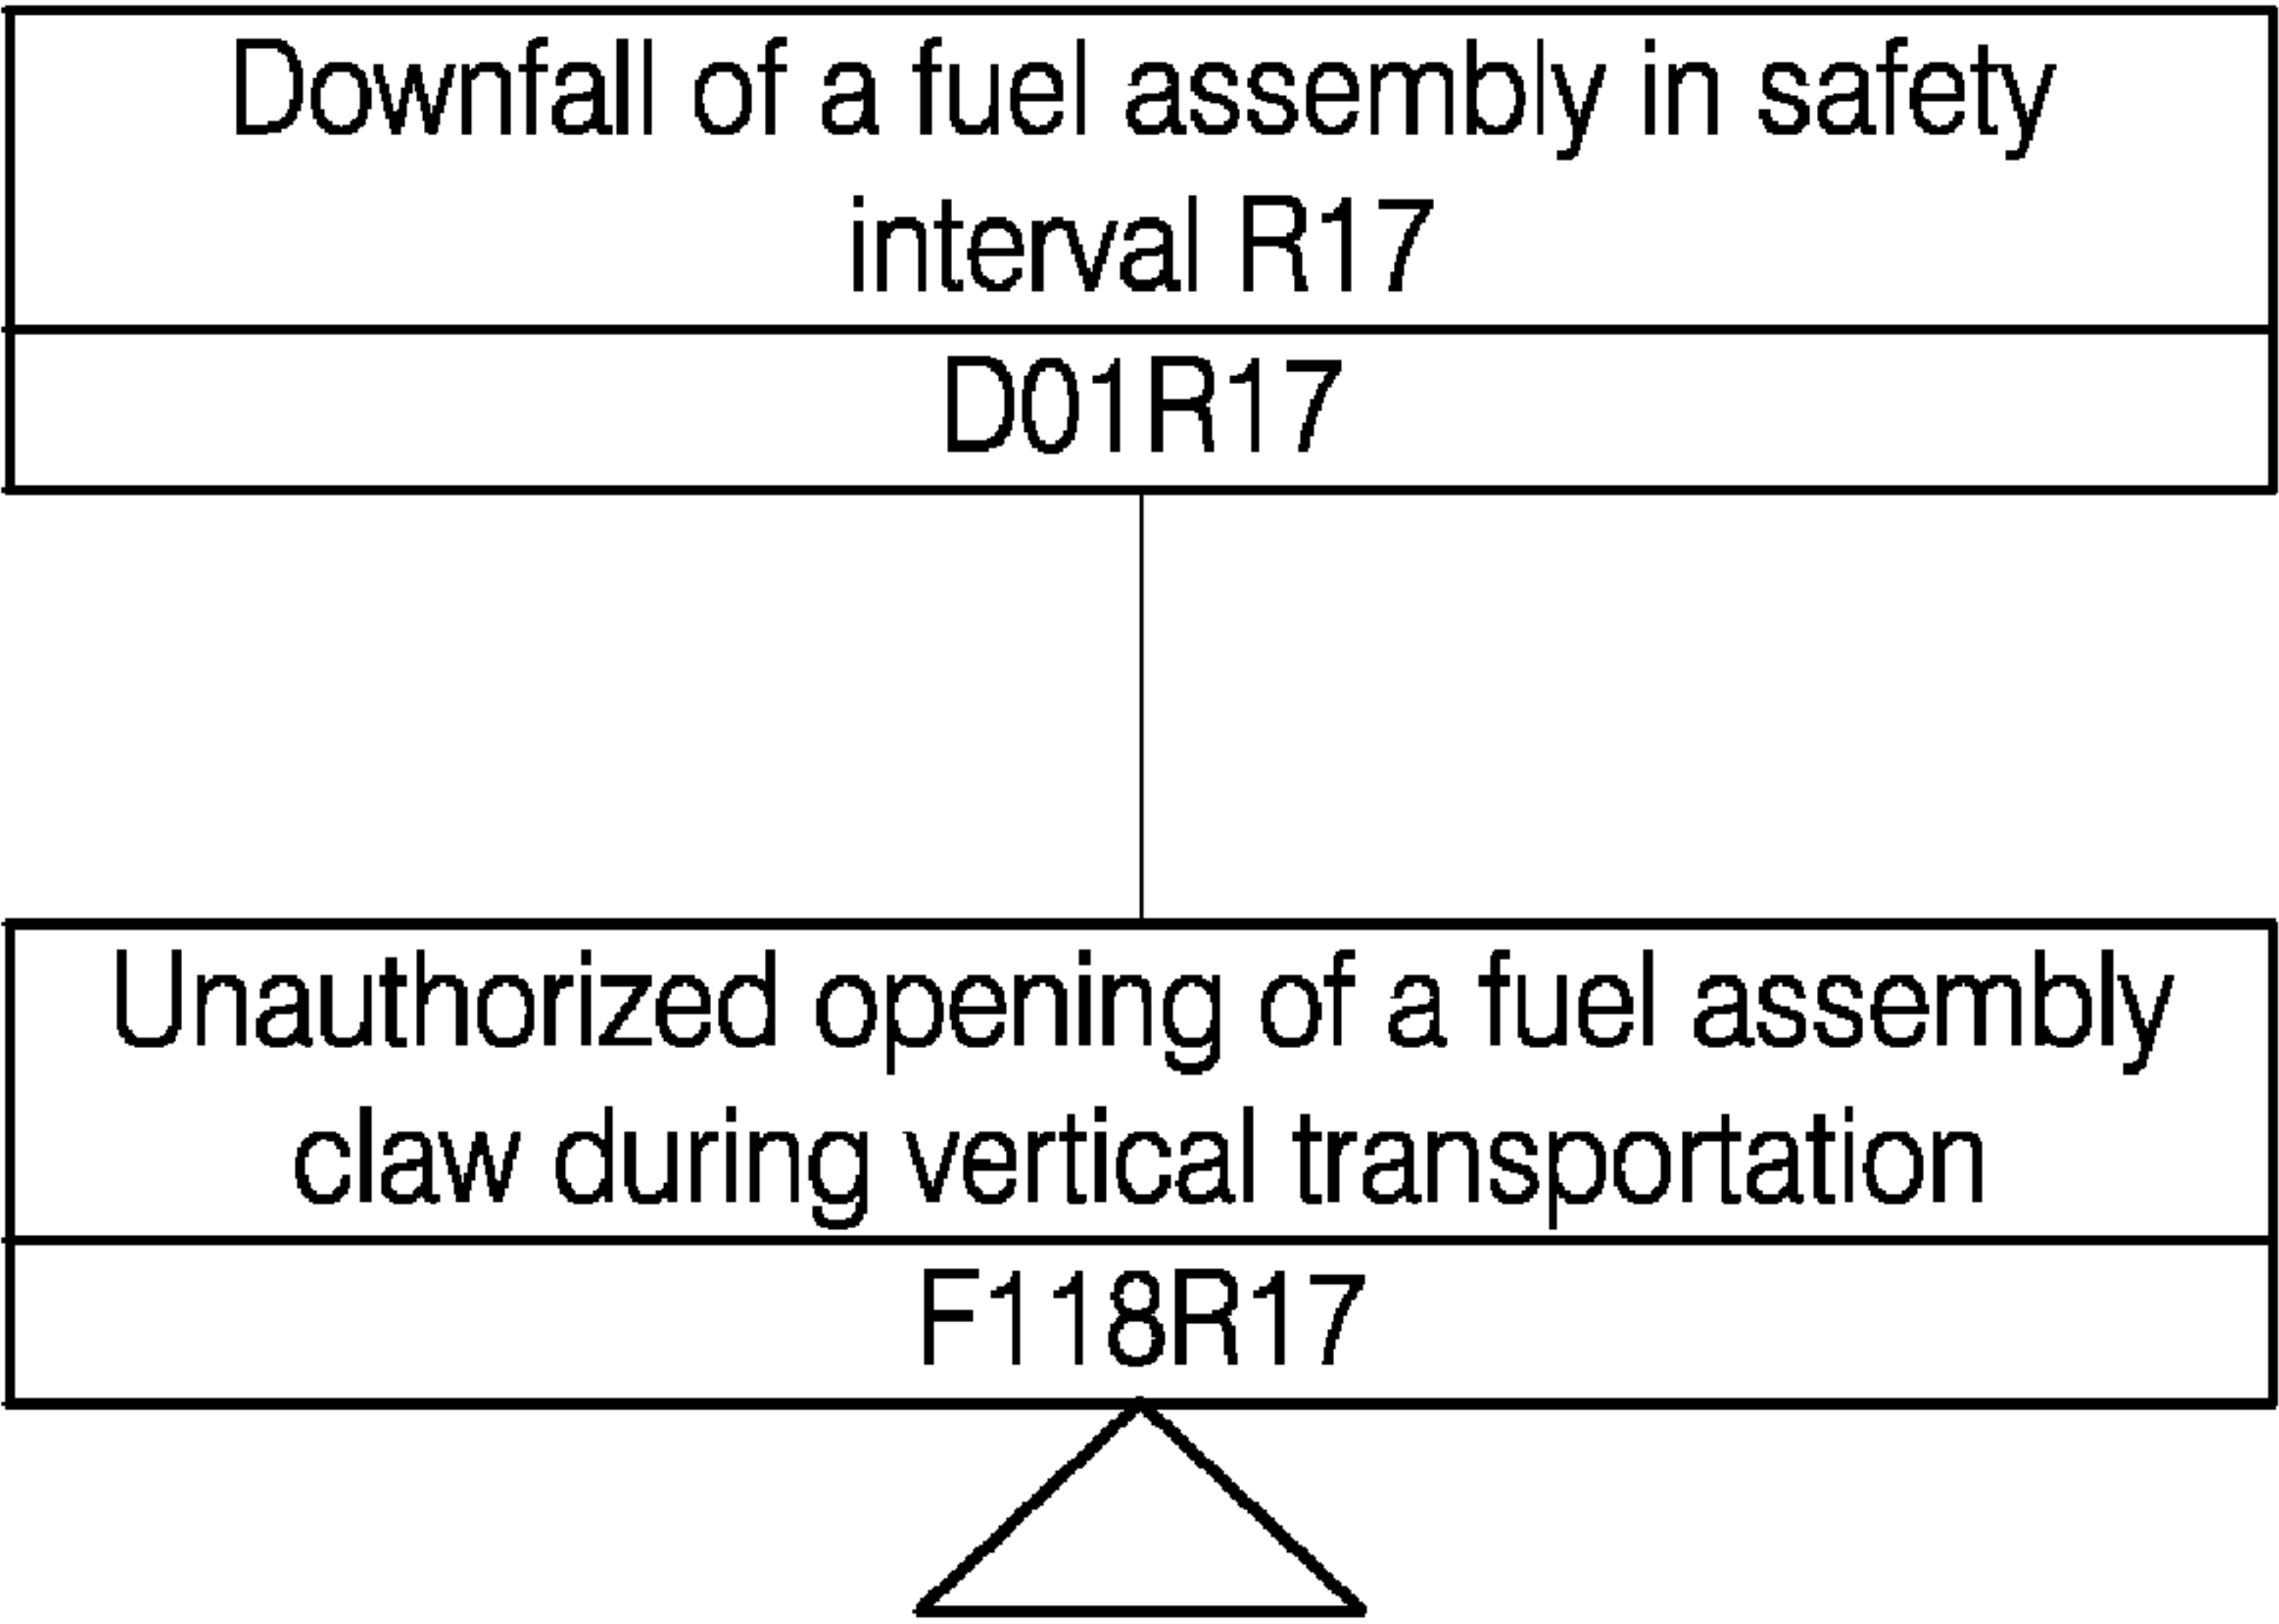 Downfall of a fuel assembly in safety
interval R17
D01R17
Unauthorized opening of a fuel assembly
claw during vertical transportation
F118R17